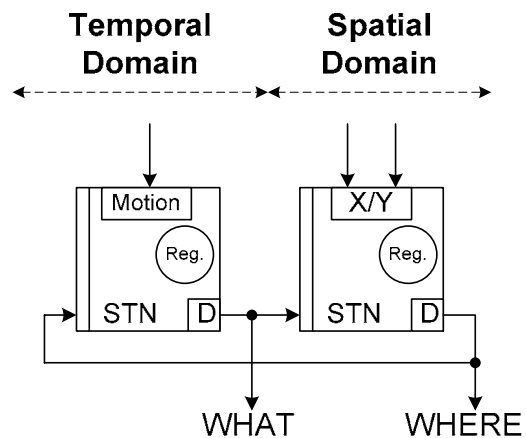 Temporal
Domain
Spatial
Domain
Motion
X/Y
Reg.
Reg.
STN
D
STN
D
WHAT
WHERE